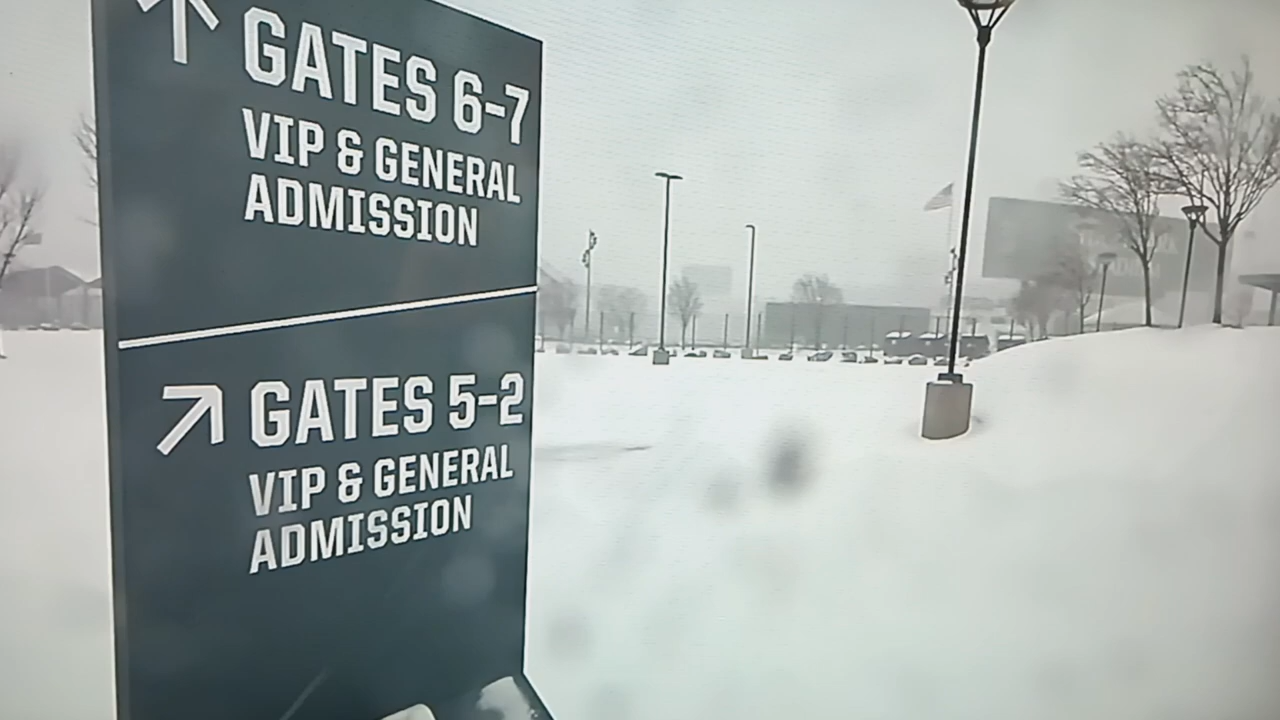 GATES 6-7
VIP & GENERAL
ADMISSION
GATES 5-2
VIP & GENERAL
ADMISSION